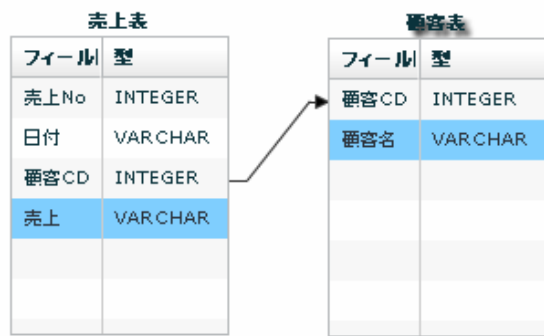 売上表
フィール 型
売上No INTEGER
日付 VARCHAR
顧客CD INTEGER
売上 VARCHAR
顧客表
フィール 型
顧客CD INTEGER
顧客名 VARCHAR